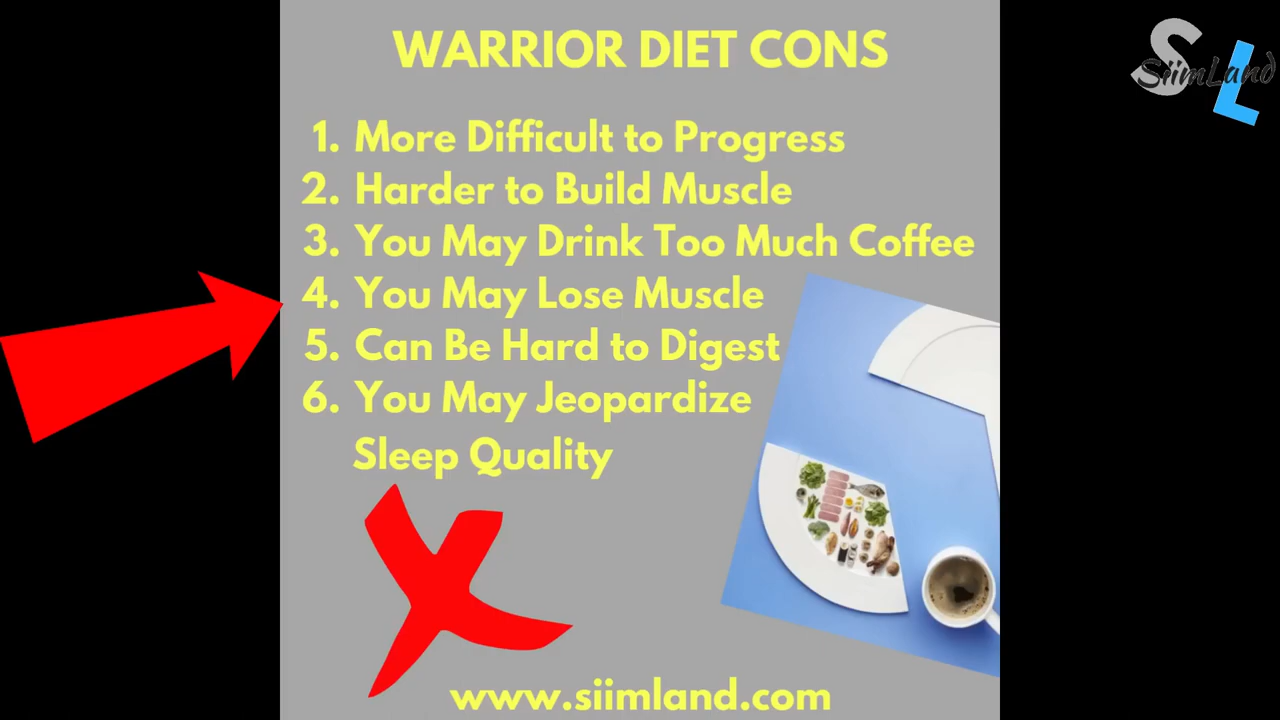 WARRIOR DIET CONS
1. More Difficult to Progress
2. Harder to Build Muscle
3. You May Drink Too Much Coffee
4. You May Lose Muscle
5. Can Be Hard to Digest
6. You May Jeopardize
Sleep Quality
www.siimland.com
S L
SiimLand